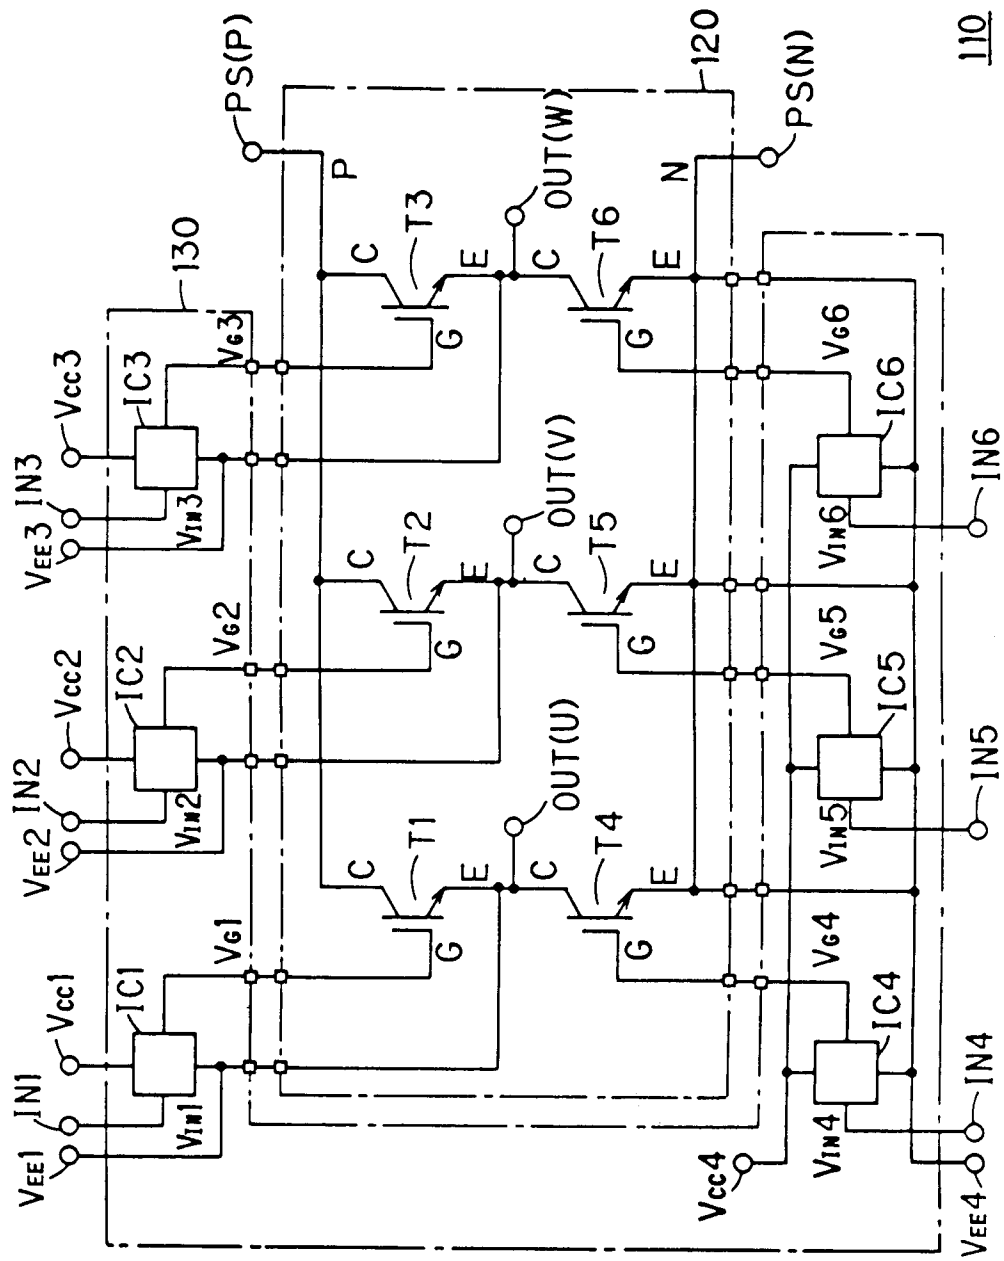 110
PS(P)
120
PS(N)
130
P
N
OUT(W)
VCC3
IN3
VEE3
IC3
VIN3
VG3
C
T3
E
G
C
T6
E
G
VG6
IC6
VIN6
IN6
OUT(V)
VCC2
IN2
VEE2
IC2
VIN2
VG2
C
T2
E
G
C
T5
E
G
VG5
IC5
VIN5
IN5
OUT(U)
VCC1
IN1
VEE1
IC1
VIN1
VG1
C
T1
E
G
C
T4
E
G
VG4
IC4
VIN4
IN4
VCC4
VEE4